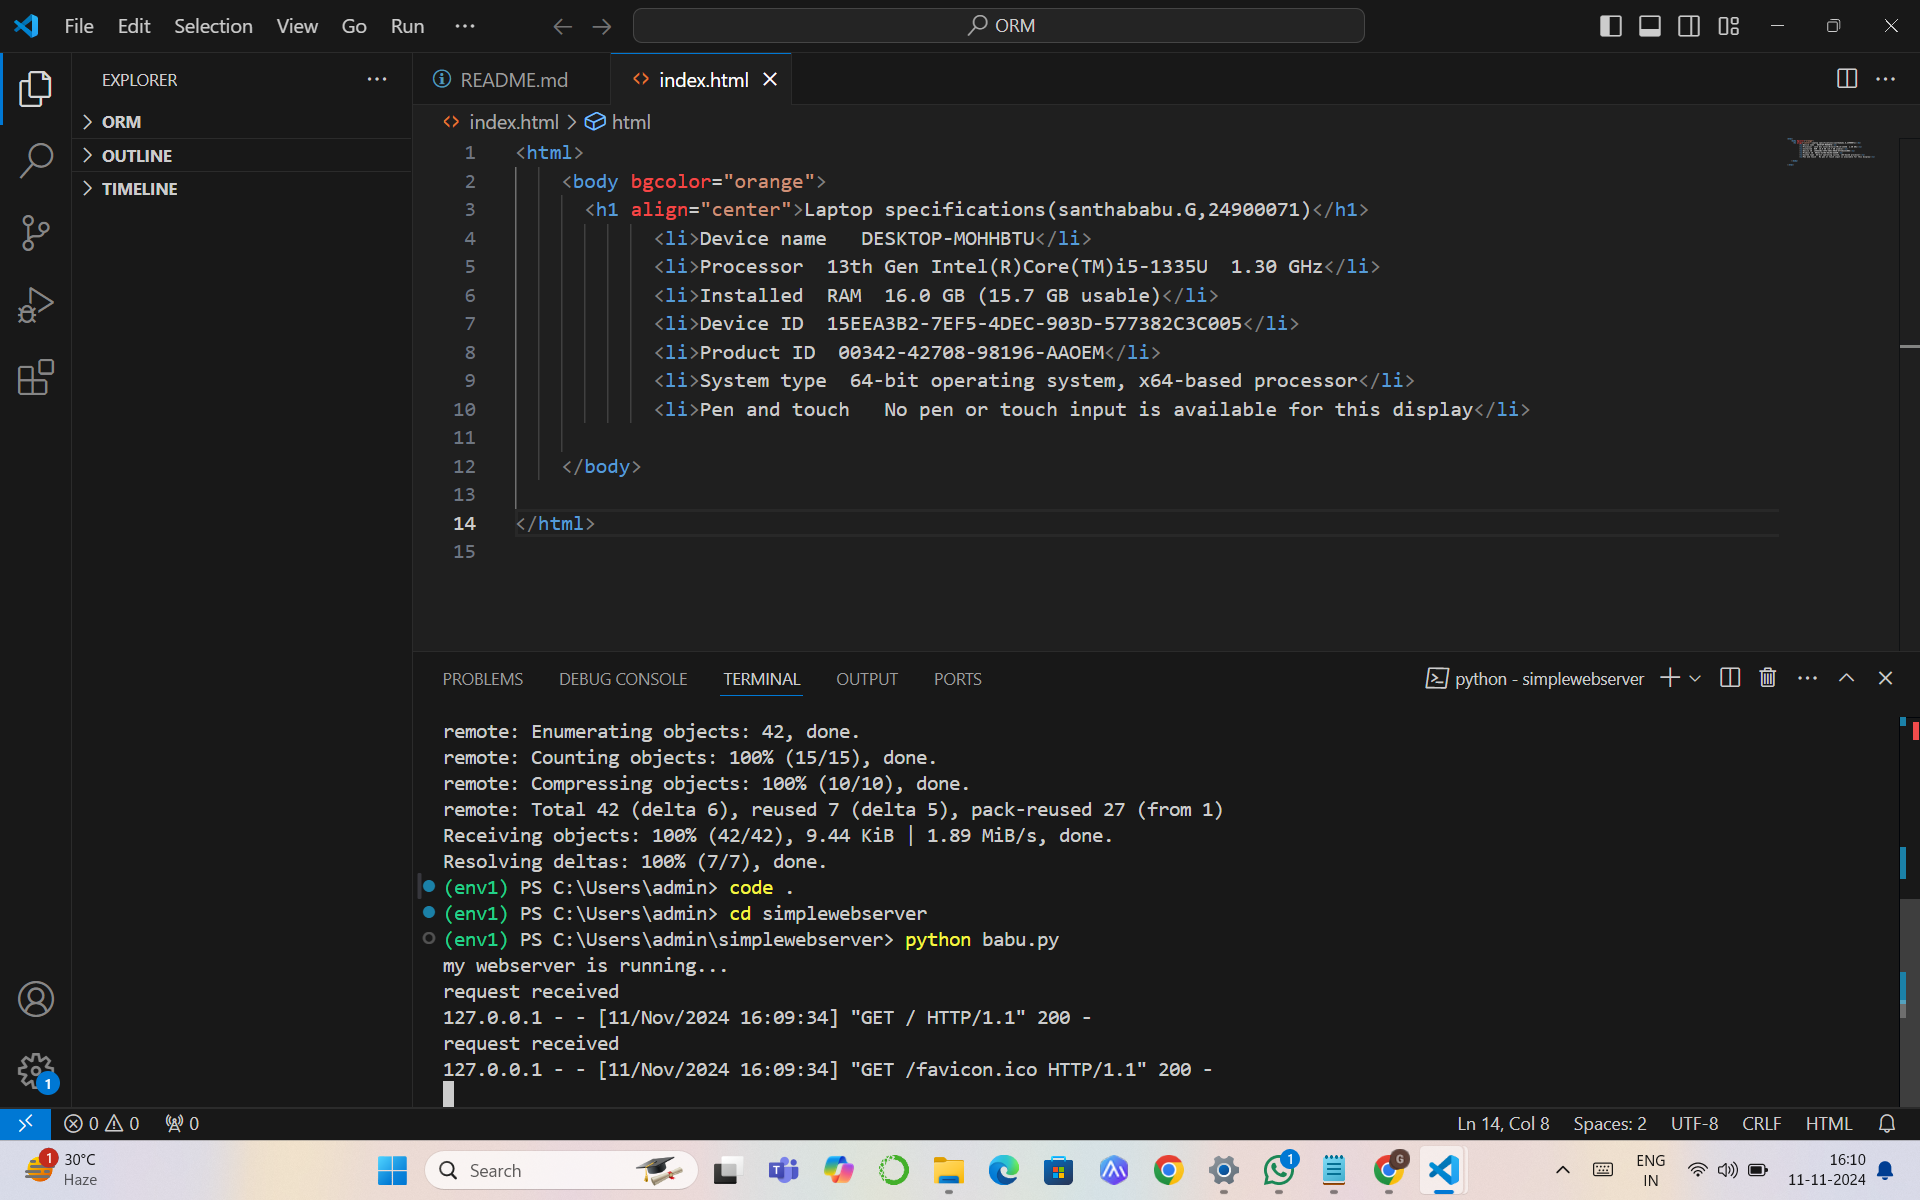 File Edit Selection View Go Run ··· ORM
EXPLORER ···
ORM
OUTLINE
TIMELINE
README.md index.html
index.html > html
1 <html>
2 <body bgcolor="orange">
3 <h1 align="center">Laptop specifications(santhababu.G,24900071)</h1>
4 <li>Device name   DESKTOP-MOHHBTU</li>
5 <li>Processor  13th Gen Intel(R)Core(TM)i5-1335U  1.30 GHz</li>
6 <li>Installed  RAM  16.0 GB (15.7 GB usable)</li>
7 <li>Device ID  15EEA3B2-7EF5-4DEC-903D-577382C3C005</li>
8 <li>Product ID  00342-42708-98196-AAOEM</li>
9 <li>System type  64-bit operating system, x64-based processor</li>
10 <li>Pen and touch   No pen or touch input is available for this display</li>
11
12 </body>
13
14 </html>
15
PROBLEMS DEBUG CONSOLE TERMINAL OUTPUT PORTS python - simplewebserver
remote: Enumerating objects: 42, done.
remote: Counting objects: 100% (15/15), done.
remote: Compressing objects: 100% (10/10), done.
remote: Total 42 (delta 6), reused 7 (delta 5), pack-reused 27 (from 1)
Receiving objects: 100% (42/42), 9.44 KiB | 1.89 MiB/s, done.
Resolving deltas: 100% (7/7), done.
(env1) PS C:\Users\admin> code .
(env1) PS C:\Users\admin> cd simplewebserver
(env1) PS C:\Users\admin\simplewebserver> python babu.py
my webserver is running...
request received
127.0.0.1 - - [11/Nov/2024 16:09:34] "GET / HTTP/1.1" 200 -
request received
127.0.0.1 - - [11/Nov/2024 16:09:34] "GET /favicon.ico HTTP/1.1" 200 -
1
0 0 0 Ln 14, Col 8 Spaces: 2 UTF-8 CRLF HTML
1 30°C
Haze
Search
1
G
ENG
IN
16:10
11-11-2024